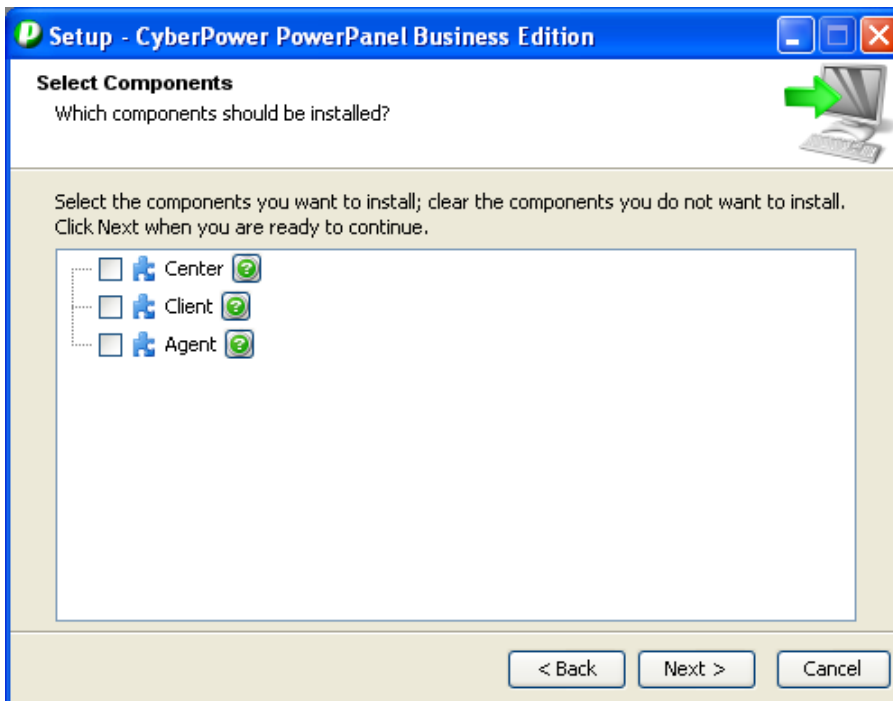 Setup - CyberPower PowerPanel Business Edition
Select Components
Which components should be installed?
Select the components you want to install; clear the components you do not want to install.
Click Next when you are ready to continue.
Center
Client
Agent
< Back Next > Cancel